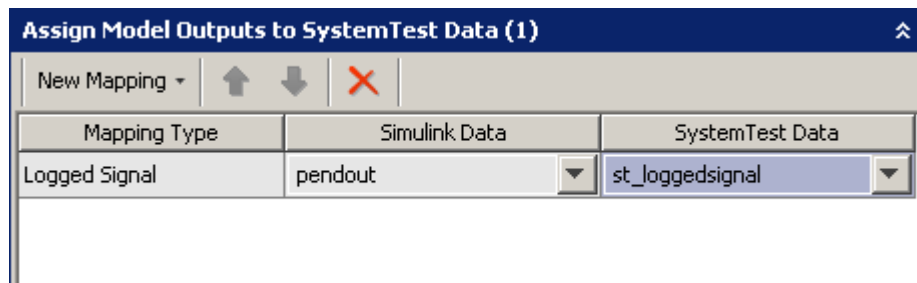 Assign Model Outputs to SystemTest Data (1)
New Mapping
Mapping Type Simulink Data SystemTest Data
Logged Signal pendout st_loggedsignal